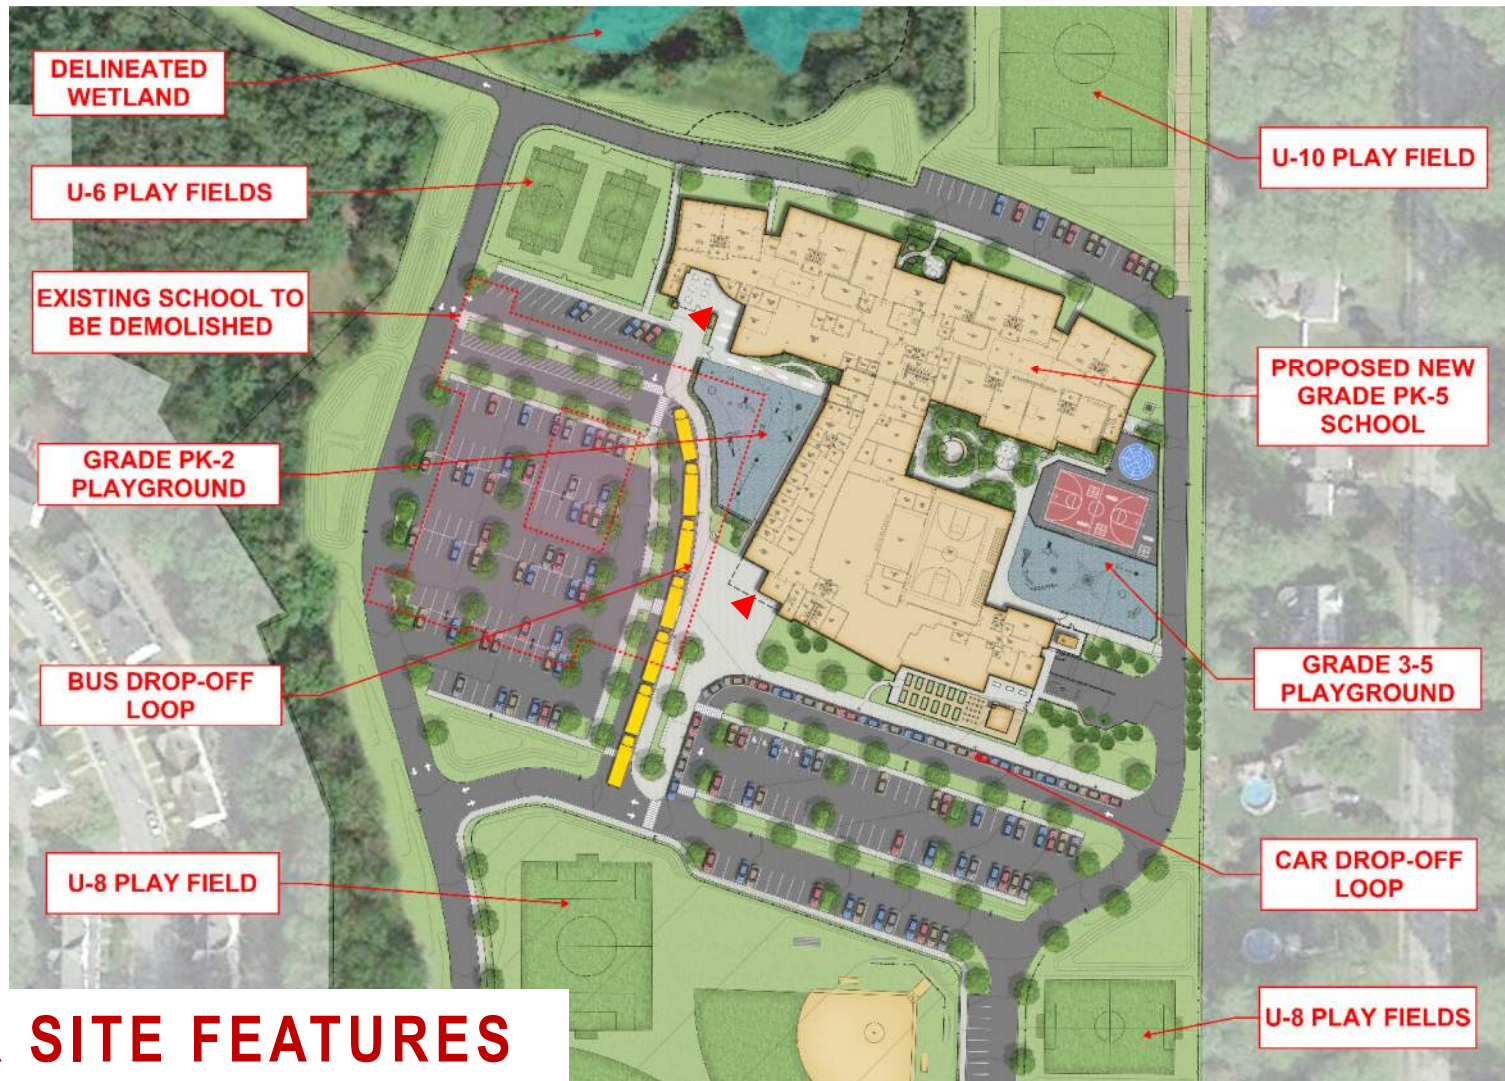 DELINEATED
WETLAND
U-6 PLAY FIELDS
EXISTING SCHOOL TO
BE DEMOLISHED
GRADE PK-2
PLAYGROUND
BUS DROP-OFF
LOOP
U-8 PLAY FIELD
U-10 PLAY FIELD
PROPOSED NEW
GRADE PK-5
SCHOOL
GRADE 3-5
PLAYGROUND
CAR DROP-OFF
LOOP
U-8 PLAY FIELDS
SITE FEATURES